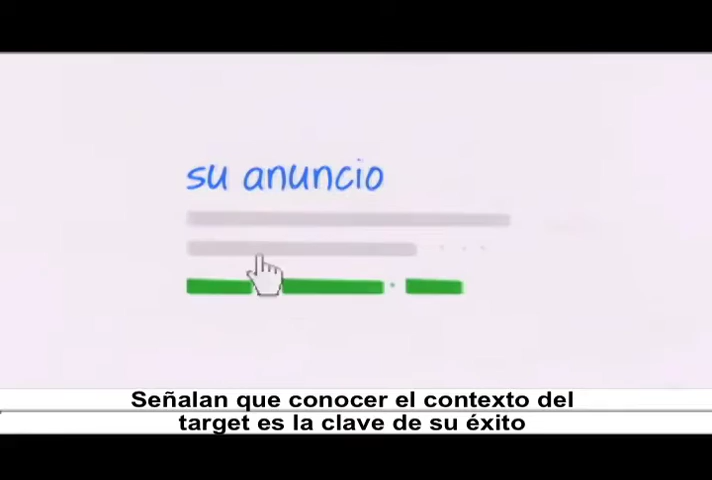 su anuncio
Señalan que conocer el contexto del
target es la clave de su éxito